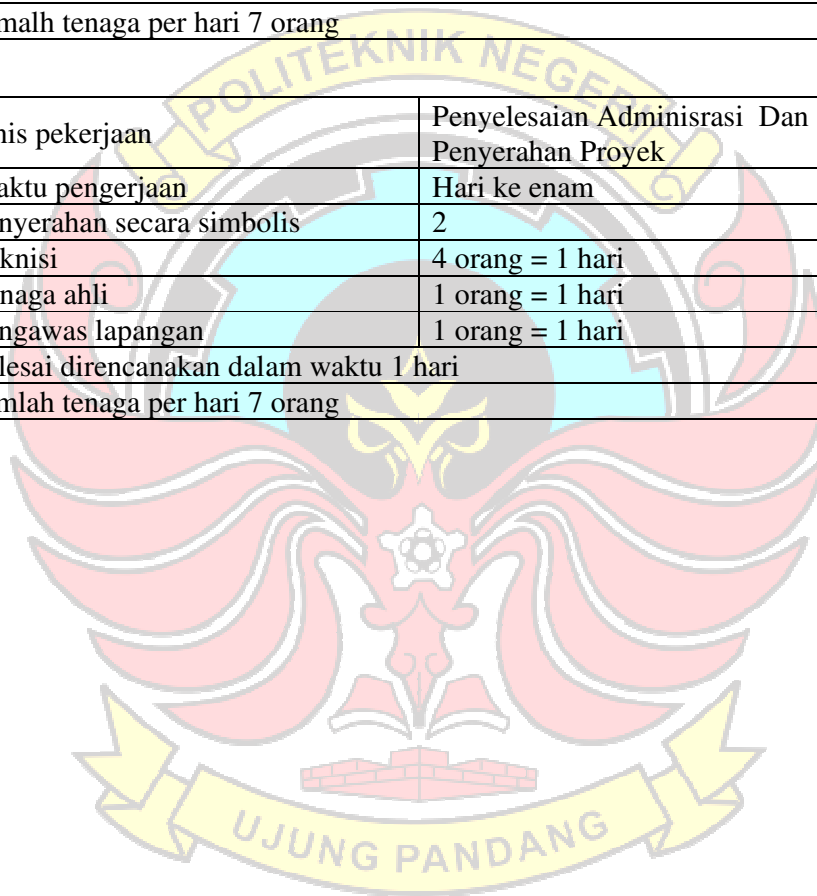 malh tenaga per hari 7 orang
POLITEKNIK NEGERI
nis pekerjaan Penyelesaian Adminisrasi Dan
Penyerahan Proyek
aktu pengerjaan Hari ke enam
nyerahan secara simbolis 2
knisi 4 orang = 1 hari
naga ahli 1 orang = 1 hari
ngawas lapangan 1 orang = 1 hari
lesai direncanakan dalam waktu 1 hari
mlah tenaga per hari 7 orang
UJUNG PANDANG